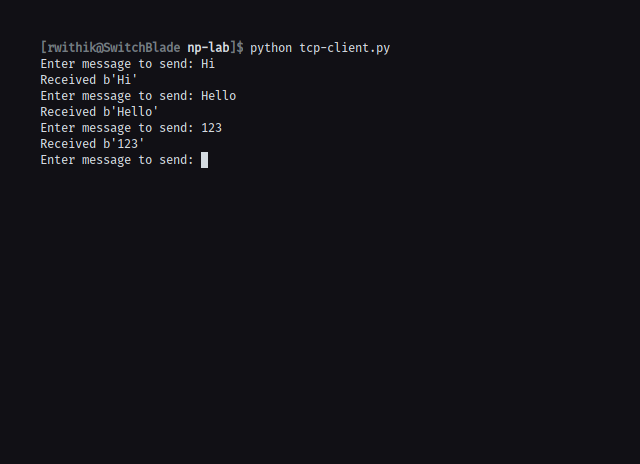 [rwithik@SwitchBlade np-lab]$ python tcp-client.py
Enter message to send: Hi
Received b'Hi'
Enter message to send: Hello
Received b'Hello'
Enter message to send: 123
Received b'123'
Enter message to send: